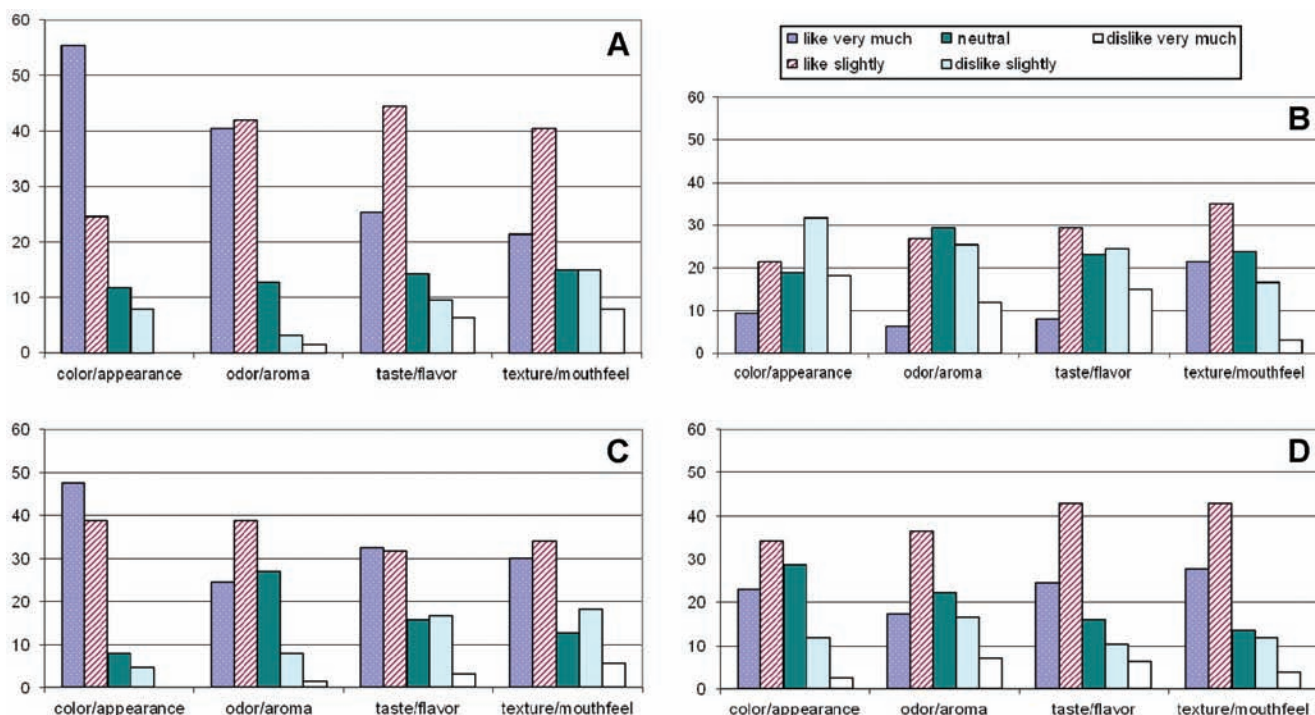 60
50
40
30
20
10
0
A
color/appearance odor/aroma taste/flavor texture/mouthfeel
like very much neutral dislike very much
like slightly dislike slightly
60
50
40
30
20
10
0
B
color/appearance odor/aroma taste/flavor texture/mouthfeel
60
50
40
30
20
10
0
C
color/appearance odor/aroma taste/flavor texture/mouthfeel
60
50
40
30
20
10
0
D
color/appearance odor/aroma taste/flavor texture/mouthfeel